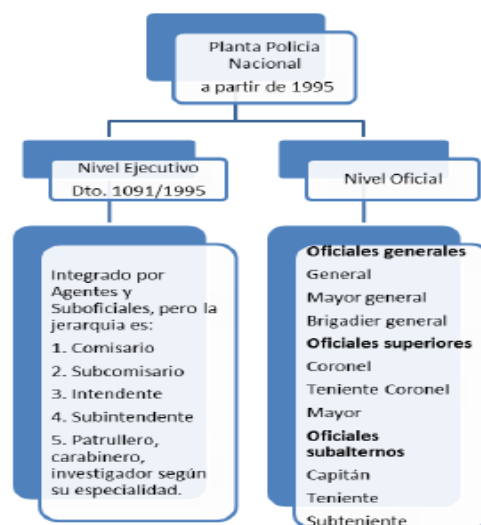 Planta Policia
Nacional
a partir de 1995
Nivel Ejecutivo
Dto. 1091/1995
Nivel Oficial
Integrado por
Agentes y
Suboficiales, pero la
jerarquia es:
1. Comisario
2. Subcomisario
3. Intendente
4. Subintendente
5. Patrullero,
carabinero,
investigador según
su especialidad.
Oficiales generales
General
Mayor general
Brigadier general
Oficiales superiores
Coronel
Teniente Coronel
Mayor
Oficiales
subalternos
Capitán
Teniente
Subteniente